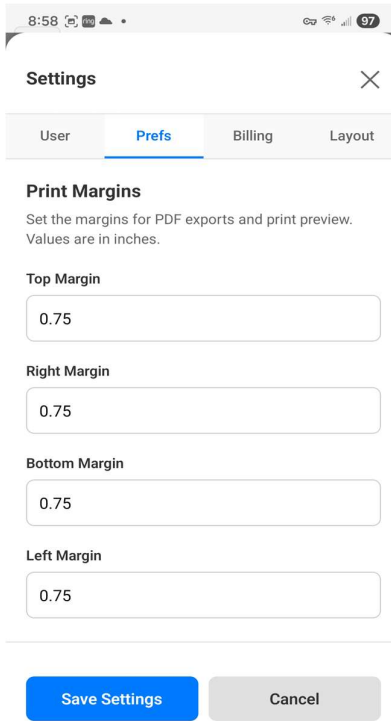 8:58 ring 97
Settings
User Prefs Billing Layout
Print Margins
Set the margins for PDF exports and print preview.
Values are in inches.
Top Margin
0.75
Right Margin
0.75
Bottom Margin
0.75
Left Margin
0.75
Save Settings Cancel